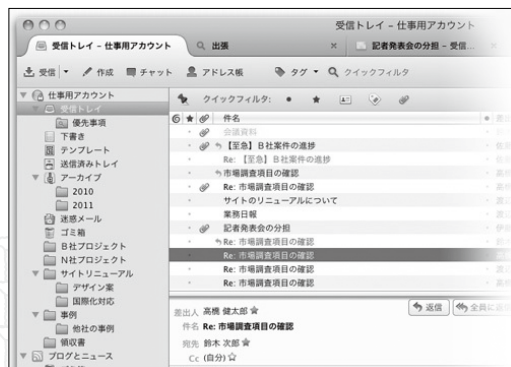 受信トレイ – 仕事用アカウント
受信トレイ – 仕事用アカウント
出張
記者発表会の分担 – 受信...
受信
作成
チャット
アドレス帳
タグ
クイックフィルタ
仕事用アカウント
受信トレイ
優先事項
下書き
テンプレート
送信済みトレイ
アーカイブ
2010
2011
迷惑メール
ゴミ箱
B社プロジェクト
N社プロジェクト
サイトリニューアル
デザイン案
国際化対応
事例
他社の事例
領収書
ブログとニュース
クイックフィルタ:
件名
会議資料
【至急】B社案件の進捗
Re: 【至急】B社案件の進捗
市場調査項目の確認
Re: 市場調査項目の確認
サイトのリニューアルについて
業務日報
記者発表会の分担
Re: 市場調査項目の確認
Re: 市場調査項目の確認
Re: 市場調査項目の確認
Re: 市場調査項目の確認
返信
全員に返信
差出人 高橋 健太郎
件名 Re: 市場調査項目の確認
宛先 鈴木 次郎
Cc (自分)